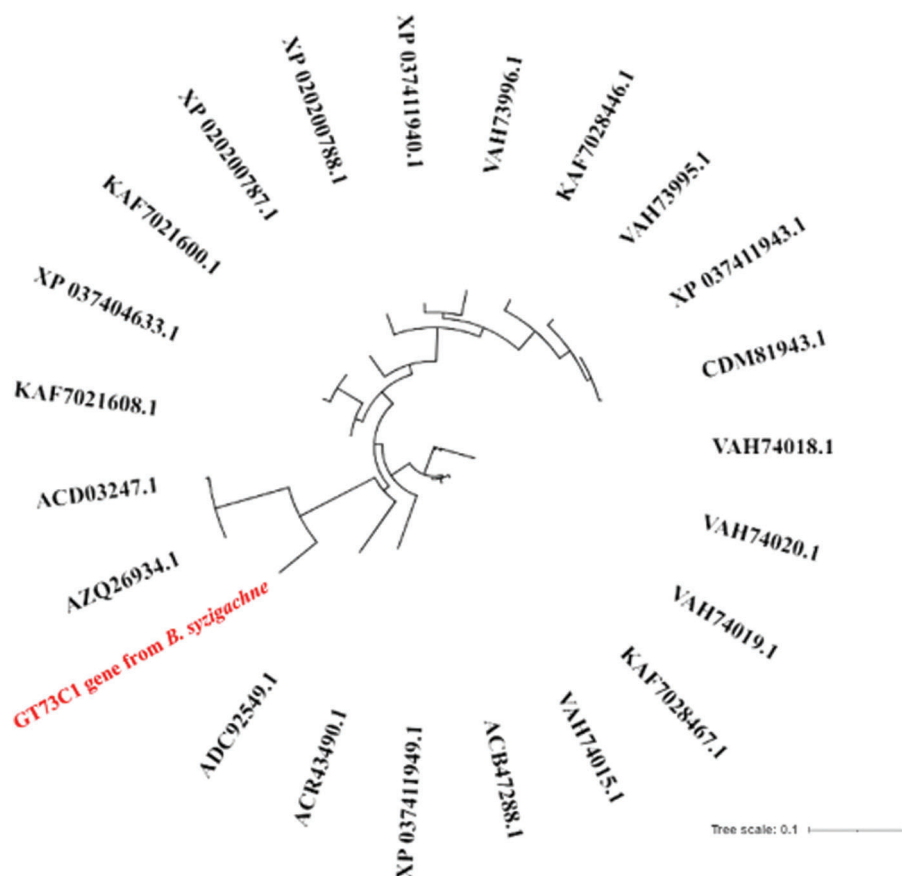 XP 037411940.1
VAH73996.1
KAF7028446.1
VAH73995.1
XP 037411943.1
CDM81943.1
VAH74018.1
VAH74020.1
VAH74019.1
KAF7028467.1
VAH74015.1
ACB47288.1
XP 037411949.1
ACR43490.1
ADC92549.1
GT73C1 gene from B. syzigachne
AZQ26934.1
ACD03247.1
KAF7021608.1
XP 037404633.1
KAF7021600.1
XP 020200787.1
XP 020200788.1
Tree scale: 0.1